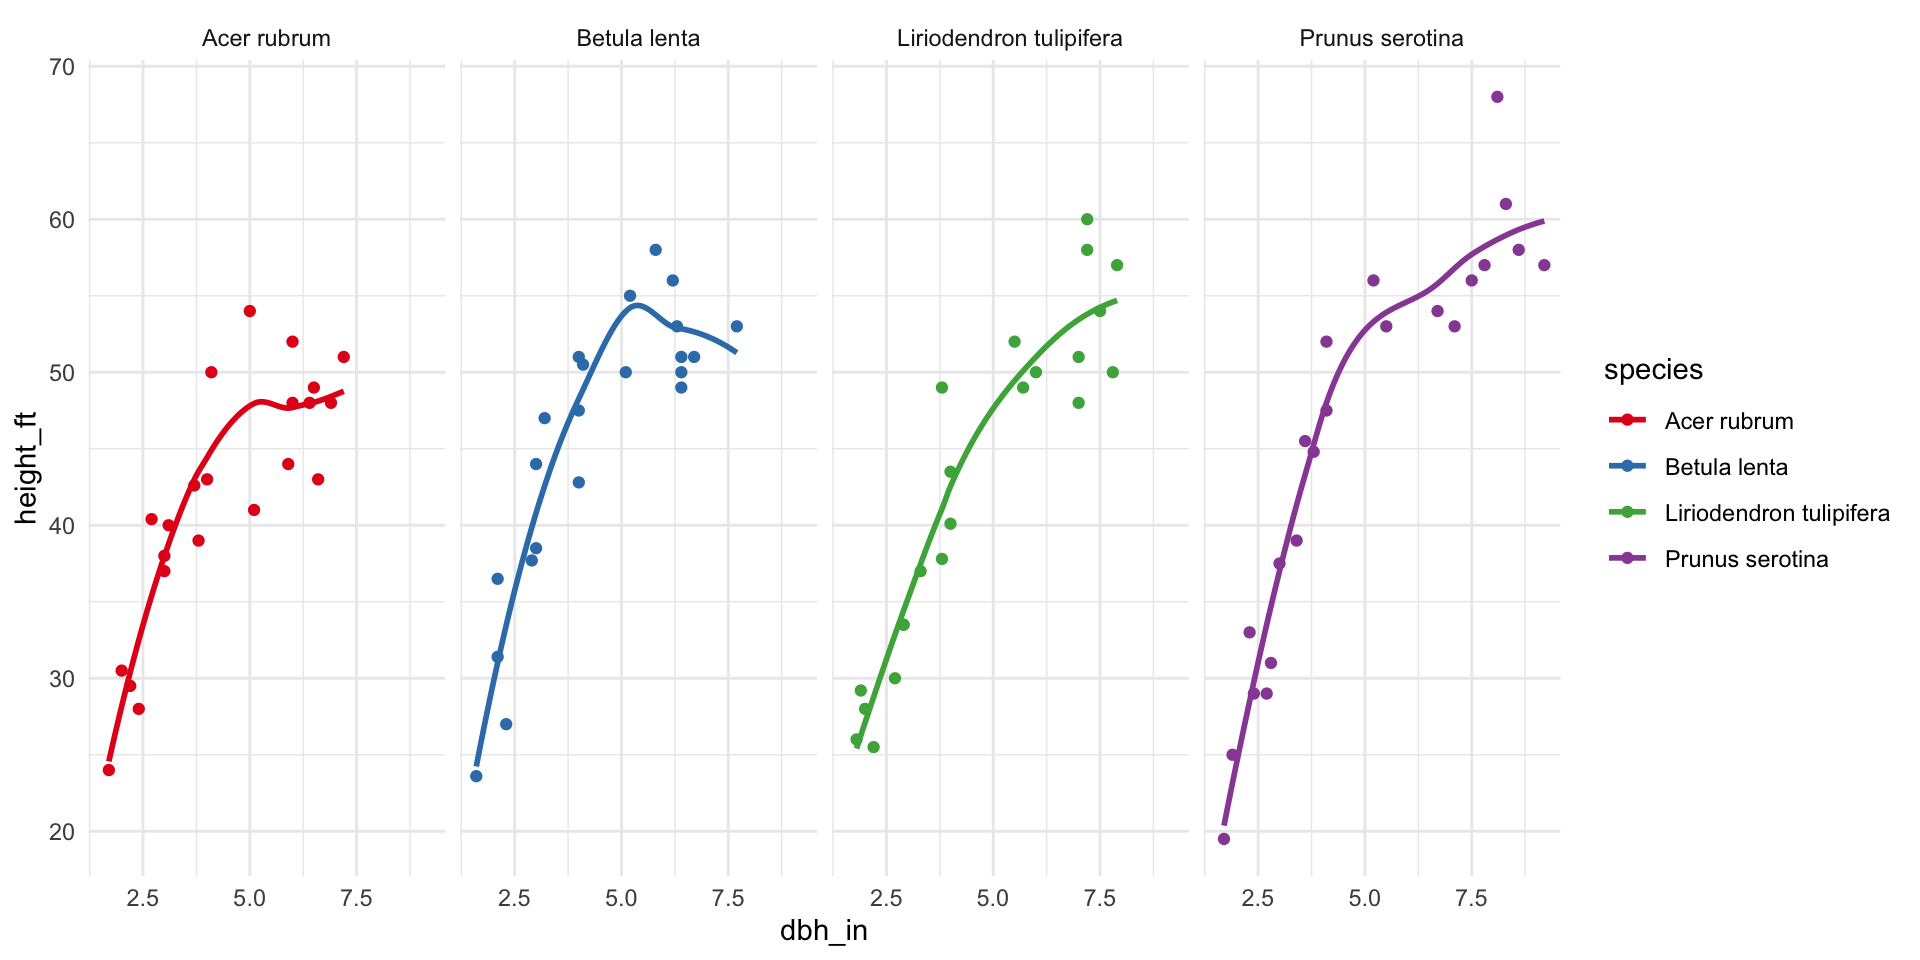 Acer rubrum
Betula lenta
Liriodendron tulipifera
Prunus serotina
70
60
50
40
30
20
height_ft
2.5 5.0 7.5
2.5 5.0 7.5
2.5 5.0 7.5
2.5 5.0 7.5
dbh_in
species
Acer rubrum
Betula lenta
Liriodendron tulipifera
Prunus serotina